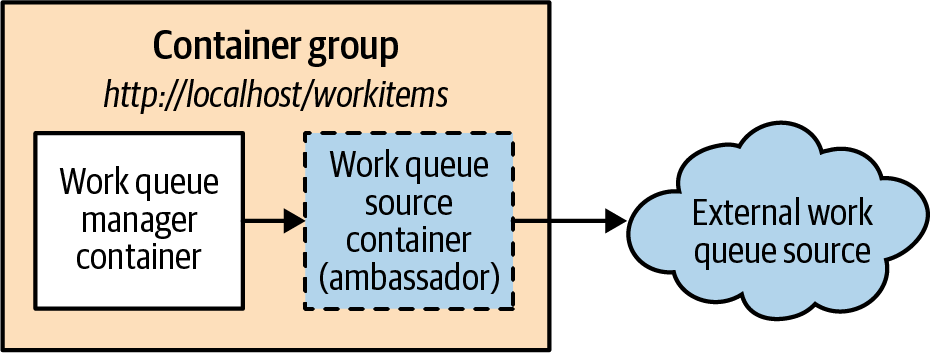 Container group
http://localhost/workitems
Work queue
manager
container
Work queue
source
container
(ambassador)
External work
queue source